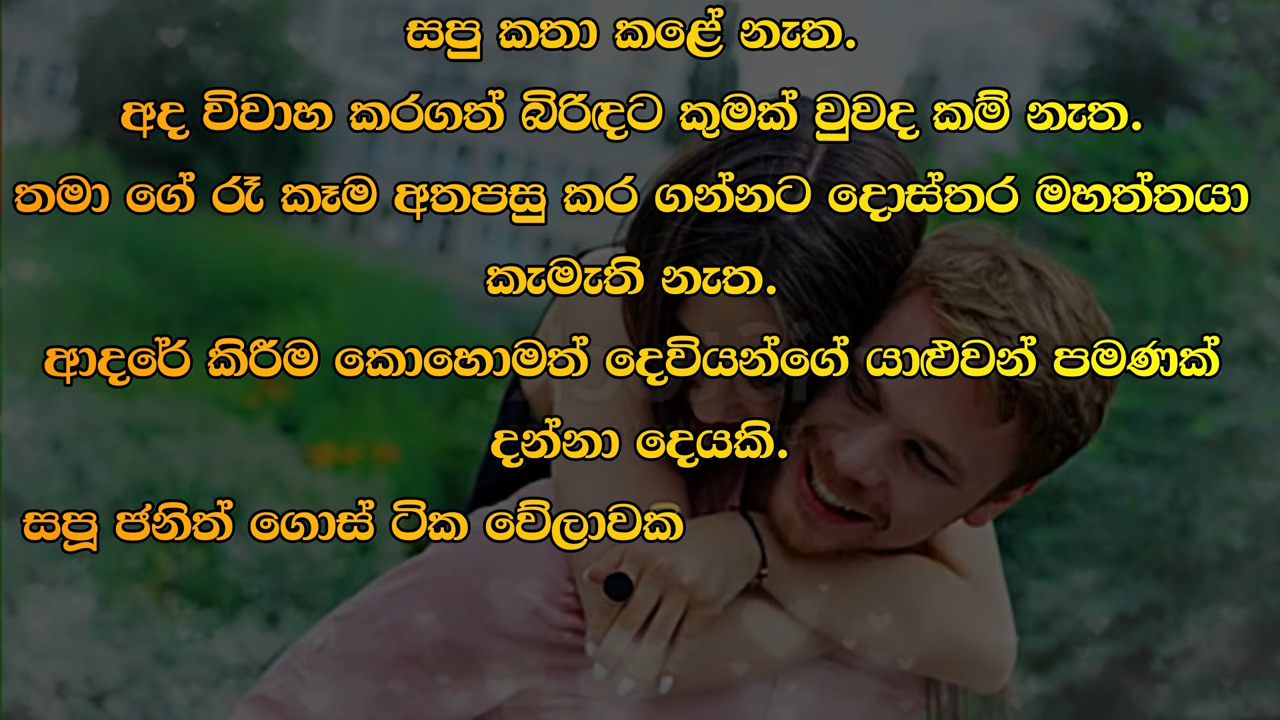 සපු කතා කළේ නැත.
අද විවාහ කරගත් බිරිඳට කුමක් වුවද කම් නැත.
තමා ගේ රෑ කෑම අතපසු කර ගන්නට දොස්තර මහත්තයා
කැමැති නැත.
ආදරේ කිරීම කොහොමත් දෙවියන්ගේ යාළුවන් පමණක්
දන්නා දෙයකි.
සපූ ජනිත් ගොස් ටික වේලාවක